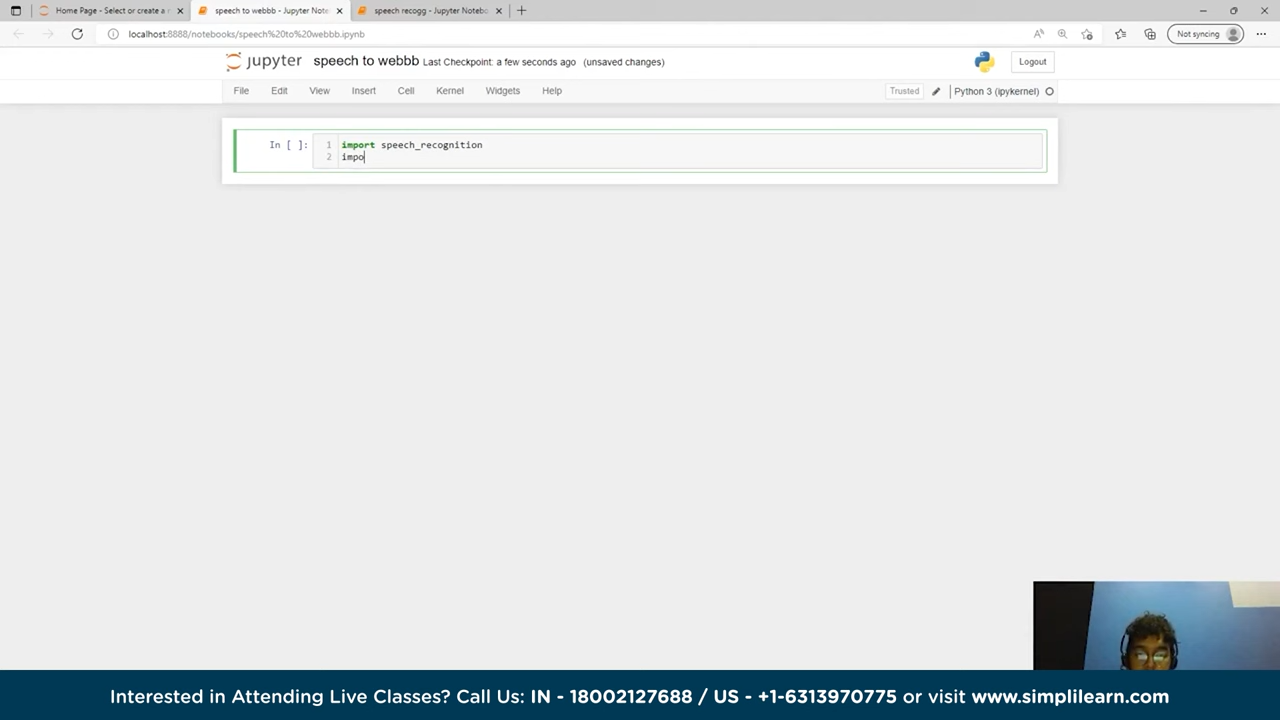 Home Page - Select or create a n
speech to webbb - Jupyter Note
speech recogg - Jupyter Notebo
localhost:8888/notebooks/speech%20to%20webbb.ipynb
Not syncing
jupyter speech to webbb Last Checkpoint: a few seconds ago (unsaved changes)
Logout
File Edit View Insert Cell Kernel Widgets Help
Trusted
Python 3 (ipykernel)
In [ ]:
1 import speech_recognition
2 impo
Interested in Attending Live Classes? Call Us: IN - 18002127688 / US - +1-6313970775 or visit www.simplilearn.com